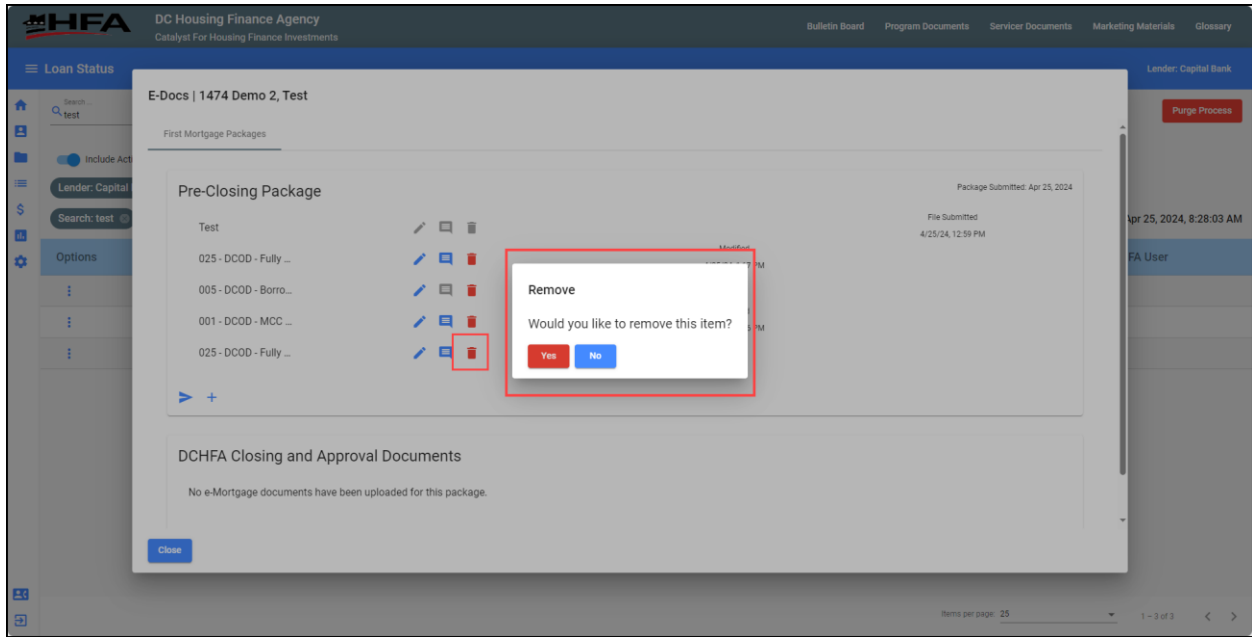 HFA
DC Housing Finance Agency
Catalyst For Housing Finance Investments
Bulletin Board Program Documents Servicer Documents Marketing Materials Glossary
Loan Status
Lender: Capital Bank
E-Docs | 1474 Demo 2, Test
Search ...
test
Purge Process
First Mortgage Packages
Include Acti
Lender: Capital
Pre-Closing Package
Package Submitted: Apr 25, 2024
Search: test
Apr 25, 2024, 8:28:03 AM
Test
File Submitted
4/25/24, 12:59 PM
Modified
Options
025 - DCOD - Fully ...
PM
FA User
005 - DCOD - Borro...
Remove
001 - DCOD - MCC ...
Would you like to remove this item?
PM
025 - DCOD - Fully ...
Yes No
DCHFA Closing and Approval Documents
No e-Mortgage documents have been uploaded for this package.
Close
Items per page: 25
1 – 3 of 3